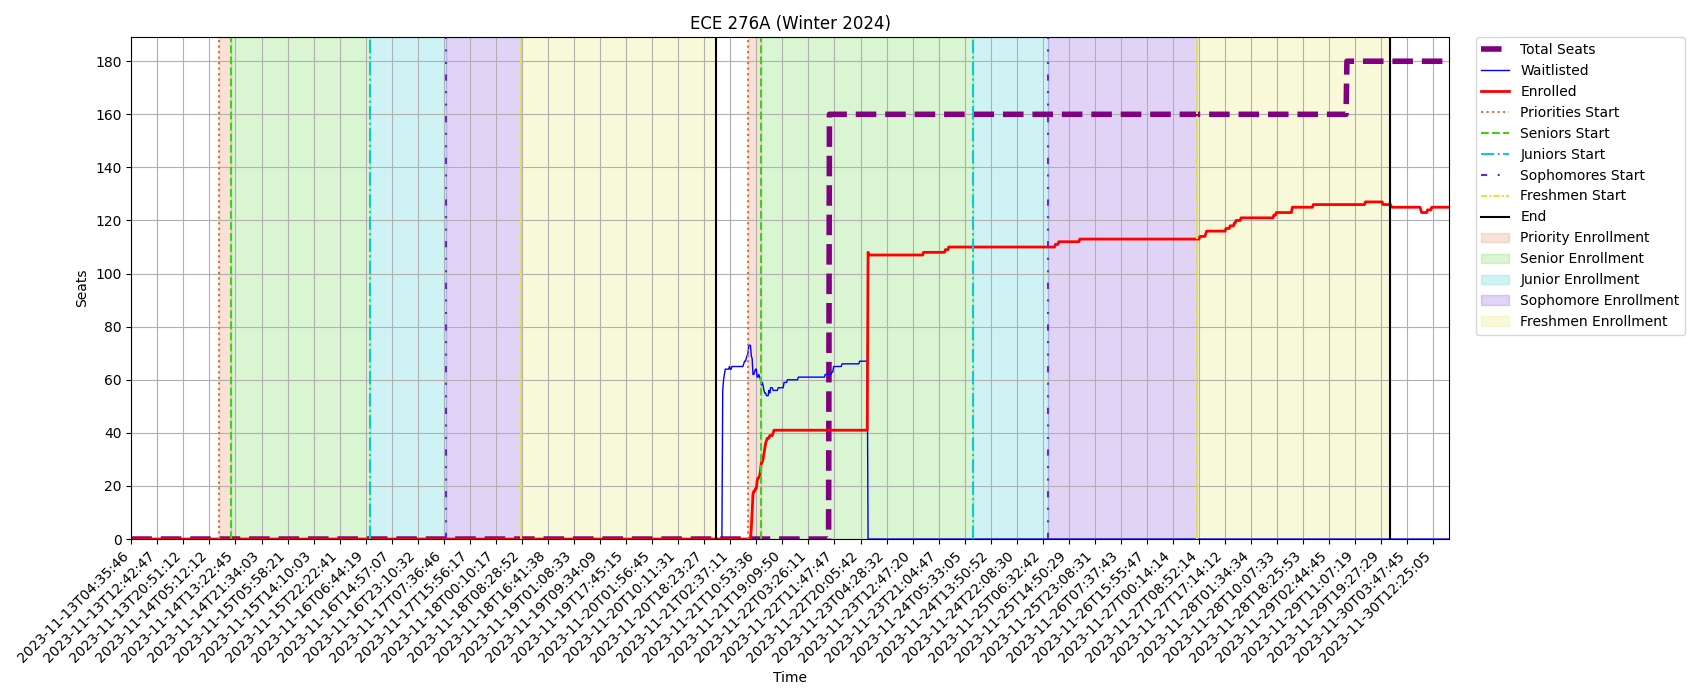 ECE 276A (Winter 2024)
Seats
180
160
140
120
100
80
60
40
20
0
2023-11-13T04:35:46
2023-11-13T12:42:47
2023-11-13T20:51:12
2023-11-14T05:12:12
2023-11-14T13:22:45
2023-11-14T21:34:03
2023-11-15T05:58:21
2023-11-15T14:10:03
2023-11-15T22:22:41
2023-11-16T06:44:19
2023-11-16T14:57:07
2023-11-16T23:10:32
2023-11-17T07:36:46
2023-11-17T15:56:17
2023-11-18T00:10:17
2023-11-18T08:28:52
2023-11-18T16:41:38
2023-11-19T01:08:33
2023-11-19T09:34:09
2023-11-19T17:45:15
2023-11-20T01:56:45
2023-11-20T10:11:31
2023-11-20T18:23:27
2023-11-21T02:37:11
2023-11-21T10:53:36
2023-11-21T19:09:50
2023-11-22T03:26:11
2023-11-22T11:47:47
2023-11-22T20:05:42
2023-11-23T04:28:32
2023-11-23T12:47:20
2023-11-23T21:04:47
2023-11-24T05:33:05
2023-11-24T13:50:52
2023-11-24T22:08:30
2023-11-25T06:32:42
2023-11-25T14:50:29
2023-11-25T23:08:31
2023-11-26T07:37:43
2023-11-26T15:55:47
2023-11-27T00:14:14
2023-11-27T08:52:14
2023-11-27T17:14:12
2023-11-28T01:34:34
2023-11-28T10:07:33
2023-11-28T18:25:53
2023-11-29T02:44:45
2023-11-29T11:07:19
2023-11-29T19:27:29
2023-11-30T03:47:45
2023-11-30T12:25:05
Time
Total Seats
Waitlisted
Enrolled
Priorities Start
Seniors Start
Juniors Start
Sophomores Start
Freshmen Start
End
Priority Enrollment
Senior Enrollment
Junior Enrollment
Sophomore Enrollment
Freshmen Enrollment